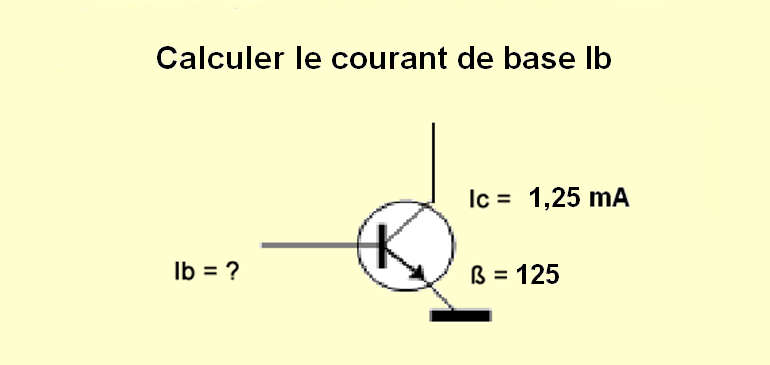 Calculer le courant de base Ib
Ic = 1,25 mA
Ib = ?
ß = 125